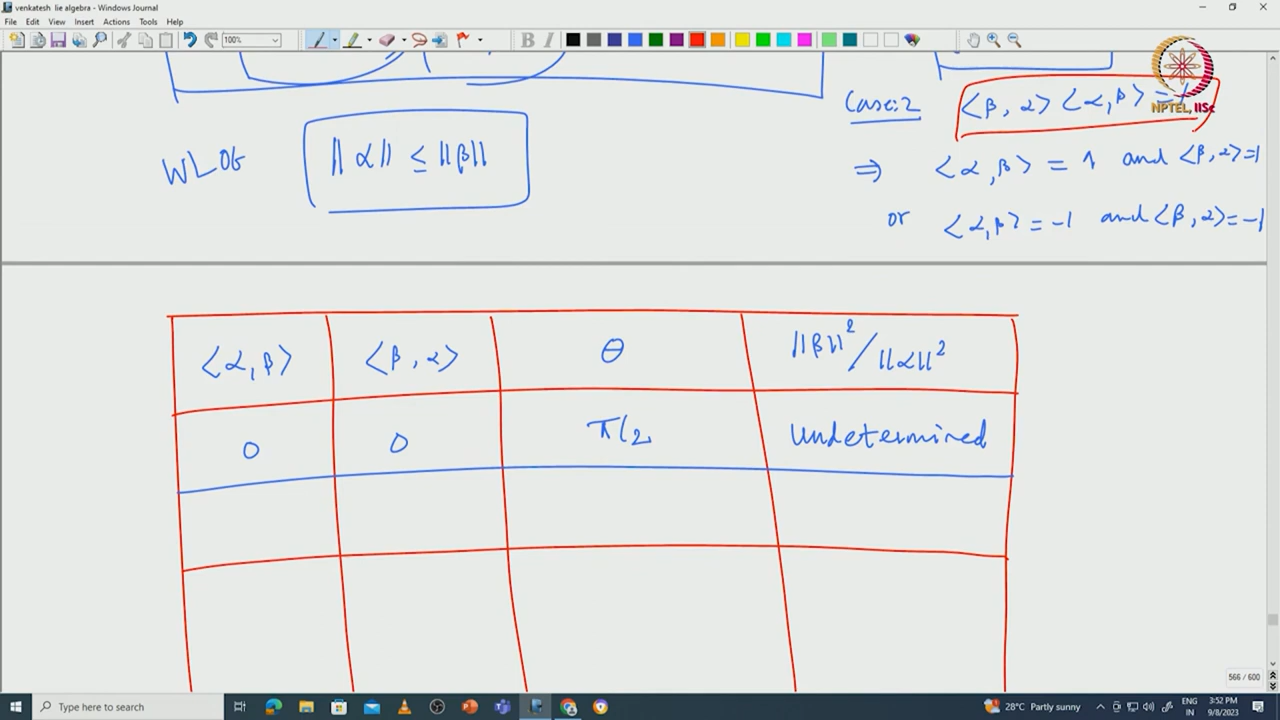 venkatesh lie algebra - Windows Journal
File Edit View Insert Actions Tools Help
100%
B I
NPTEL, IISc
Case:2 <β, α> <α, β> = 1
WLOG ||α|| ≤ ||β||
⇒ <α, β> = 1 and <β, α> = 1
or <α, β> = -1 and <β, α> = -1
<α, β> <β, α> θ ||β||²/||α||²
0 0 π/2 Undetermined
566 / 600
Type here to search
28°C Partly sunny
ENG
IN
3:52 PM
9/8/2023